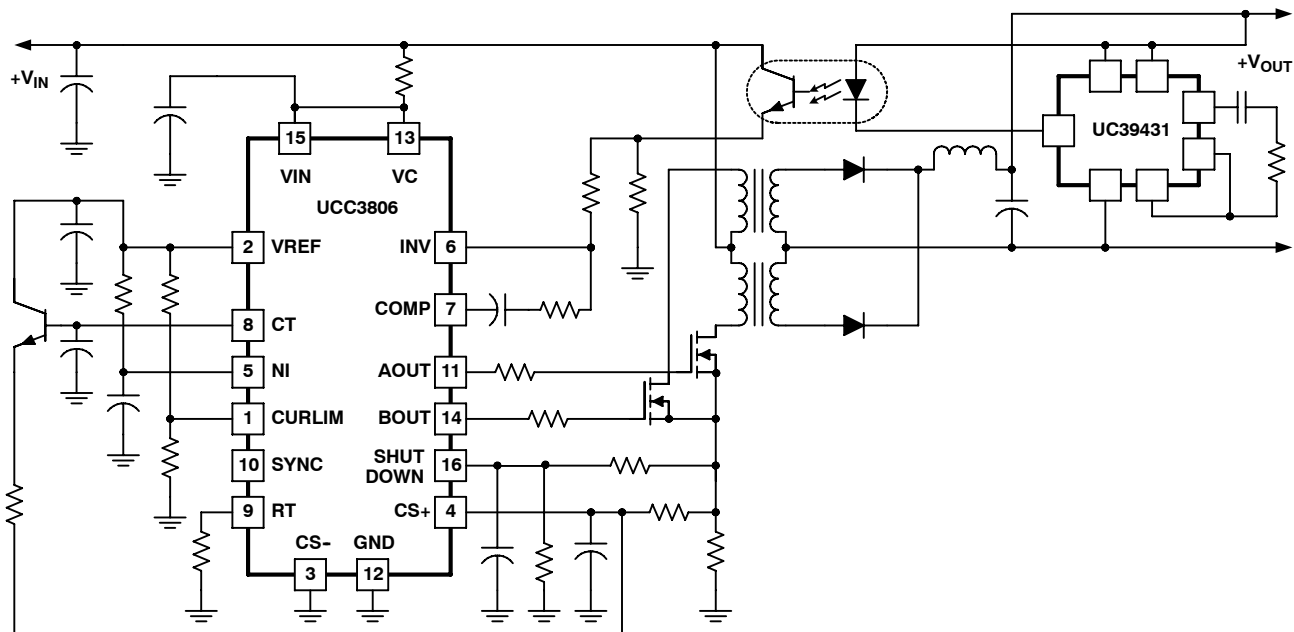 +VIN
+VOUT
15
13
UC39431
VIN
VC
UCC3806
2 VREF
INV 6
COMP 7
8 CT
5 NI
AOUT 11
1 CURLIM
BOUT 14
10 SYNC
SHUT
DOWN
16
9 RT
CS+ 4
CS-
GND
3
12